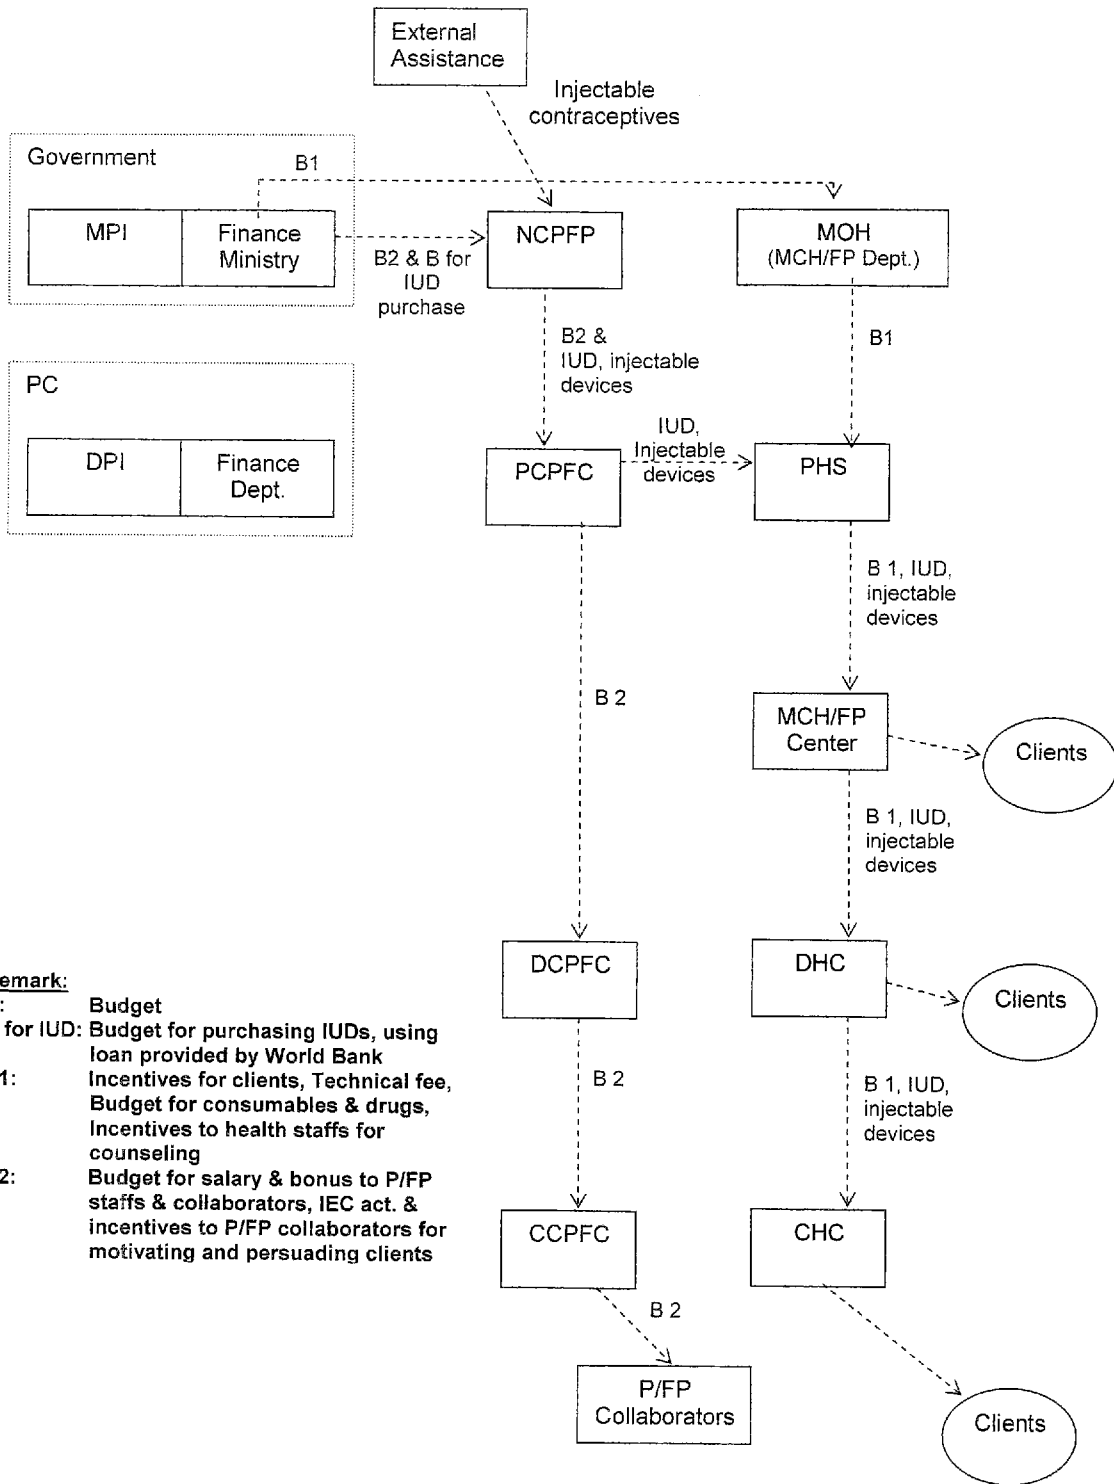 External
Assistance
Injectable
contraceptives
Government
B1
MPI
Finance
Ministry
B2 & B for
IUD
purchase
NCPFP
MOH
(MCH/FP Dept.)
B2 &
IUD, injectable
devices
B1
PC
DPI
Finance
Dept.
PCPFC
IUD,
Injectable
devices
PHS
B 1, IUD,
injectable
devices
B 2
MCH/FP
Center
Clients
B 1, IUD,
injectable
devices
DCPFC
DHC
Clients
emark:
: Budget
for IUD: Budget for purchasing IUDs, using
loan provided by World Bank
1: Incentives for clients, Technical fee,
Budget for consumables & drugs,
Incentives to health staffs for
counseling
2: Budget for salary & bonus to P/FP
staffs & collaborators, IEC act. &
incentives to P/FP collaborators for
motivating and persuading clients
B 2
B 1, IUD,
injectable
devices
CCPFC
CHC
B 2
P/FP
Collaborators
Clients